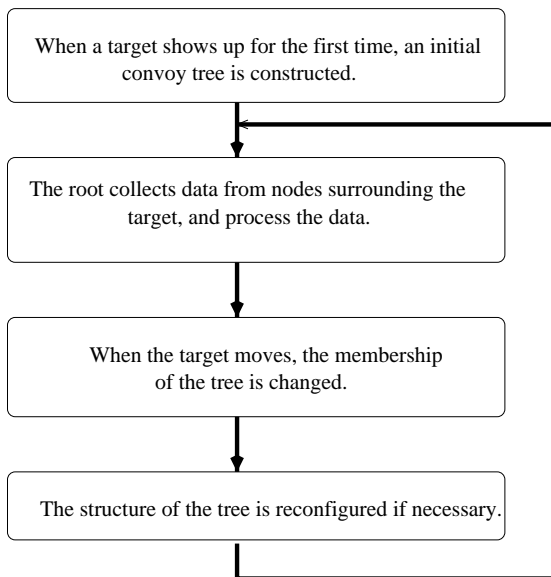 When a target shows up for the first time, an initial
convoy tree is constructed.
The root collects data from nodes surrounding the
target, and process the data.
When the target moves, the membership
of the tree is changed.
The structure of the tree is reconfigured if necessary.